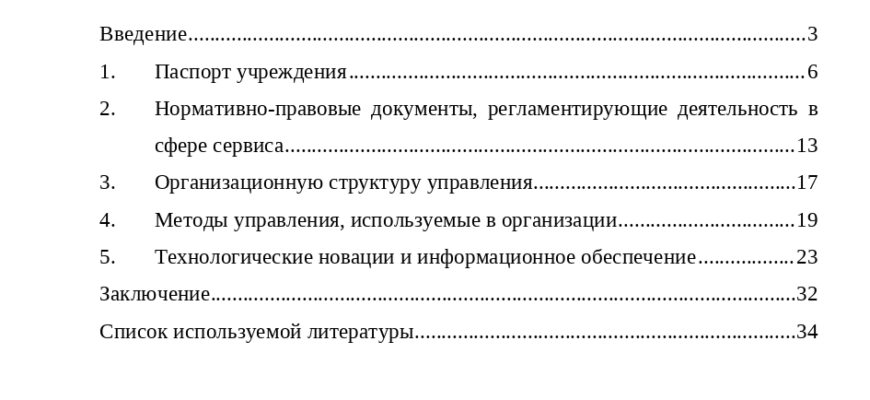 Введение....................................................................................................................3
1. Паспорт учреждения......................................................................................6
2. Нормативно-правовые документы, регламентирующие деятельность в
сфере сервиса................................................................................................13
3. Организационную структуру управления.................................................17
4. Методы управления, используемые в организации.................................19
5. Технологические новации и информационное обеспечение..................23
Заключение..............................................................................................................32
Список используемой литературы........................................................................34